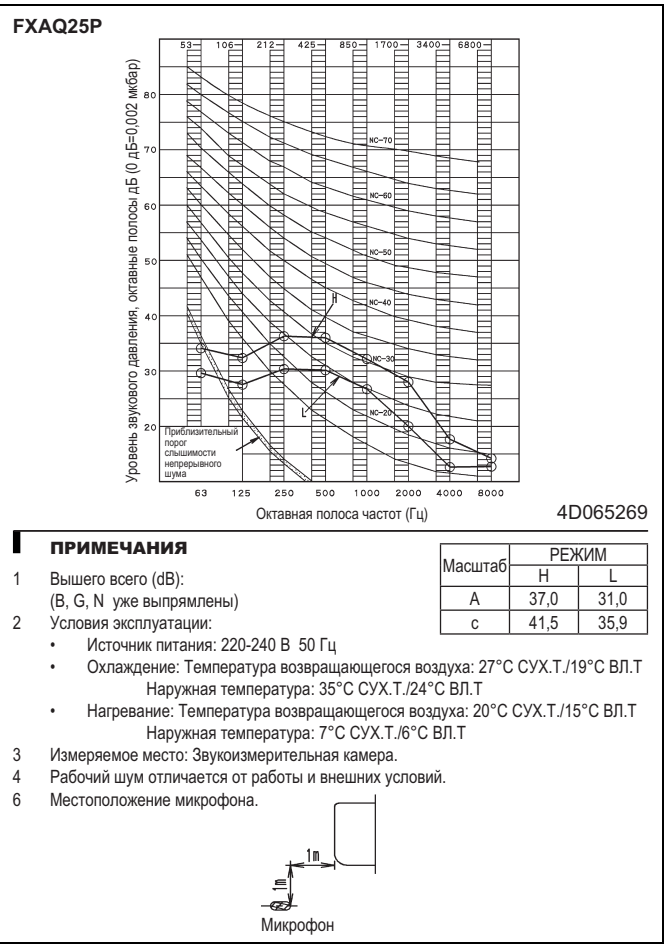 FXAQ25P
Уровень звукового давления, октавные полосы дБ (0 дБ=0,002 мкбар)
53 106 212 425 850 1700 3400 6800
80
70
60
50
40
30
20
NC-70
NC-60
NC-50
NC-40
NC-30
NC-20
H
L
Приблизительный
порог
слышимости
непрерывного
шума
63 125 250 500 1000 2000 4000 8000
Октавная полоса частот (Гц)
4D065269
ПРИМЕЧАНИЯ
Масштаб РЕЖИМ
H L
A 37,0 31,0
c 41,5 35,9
1 Вышего всего (dB):
(B, G, N уже выпрямлены)
2 Условия эксплуатации:
• Источник питания: 220-240 В 50 Гц
• Охлаждение: Температура возвращающегося воздуха: 27°C СУХ.Т./19°C ВЛ.Т
Наружная температура: 35°C СУХ.Т./24°C ВЛ.Т
• Нагревание: Температура возвращающегося воздуха: 20°C СУХ.Т./15°C ВЛ.Т
Наружная температура: 7°C СУХ.Т./6°C ВЛ.Т
3 Измеряемое место: Звукоизмерительная камера.
4 Рабочий шум отличается от работы и внешних условий.
6 Местоположение микрофона.
1m
1m
Микрофон